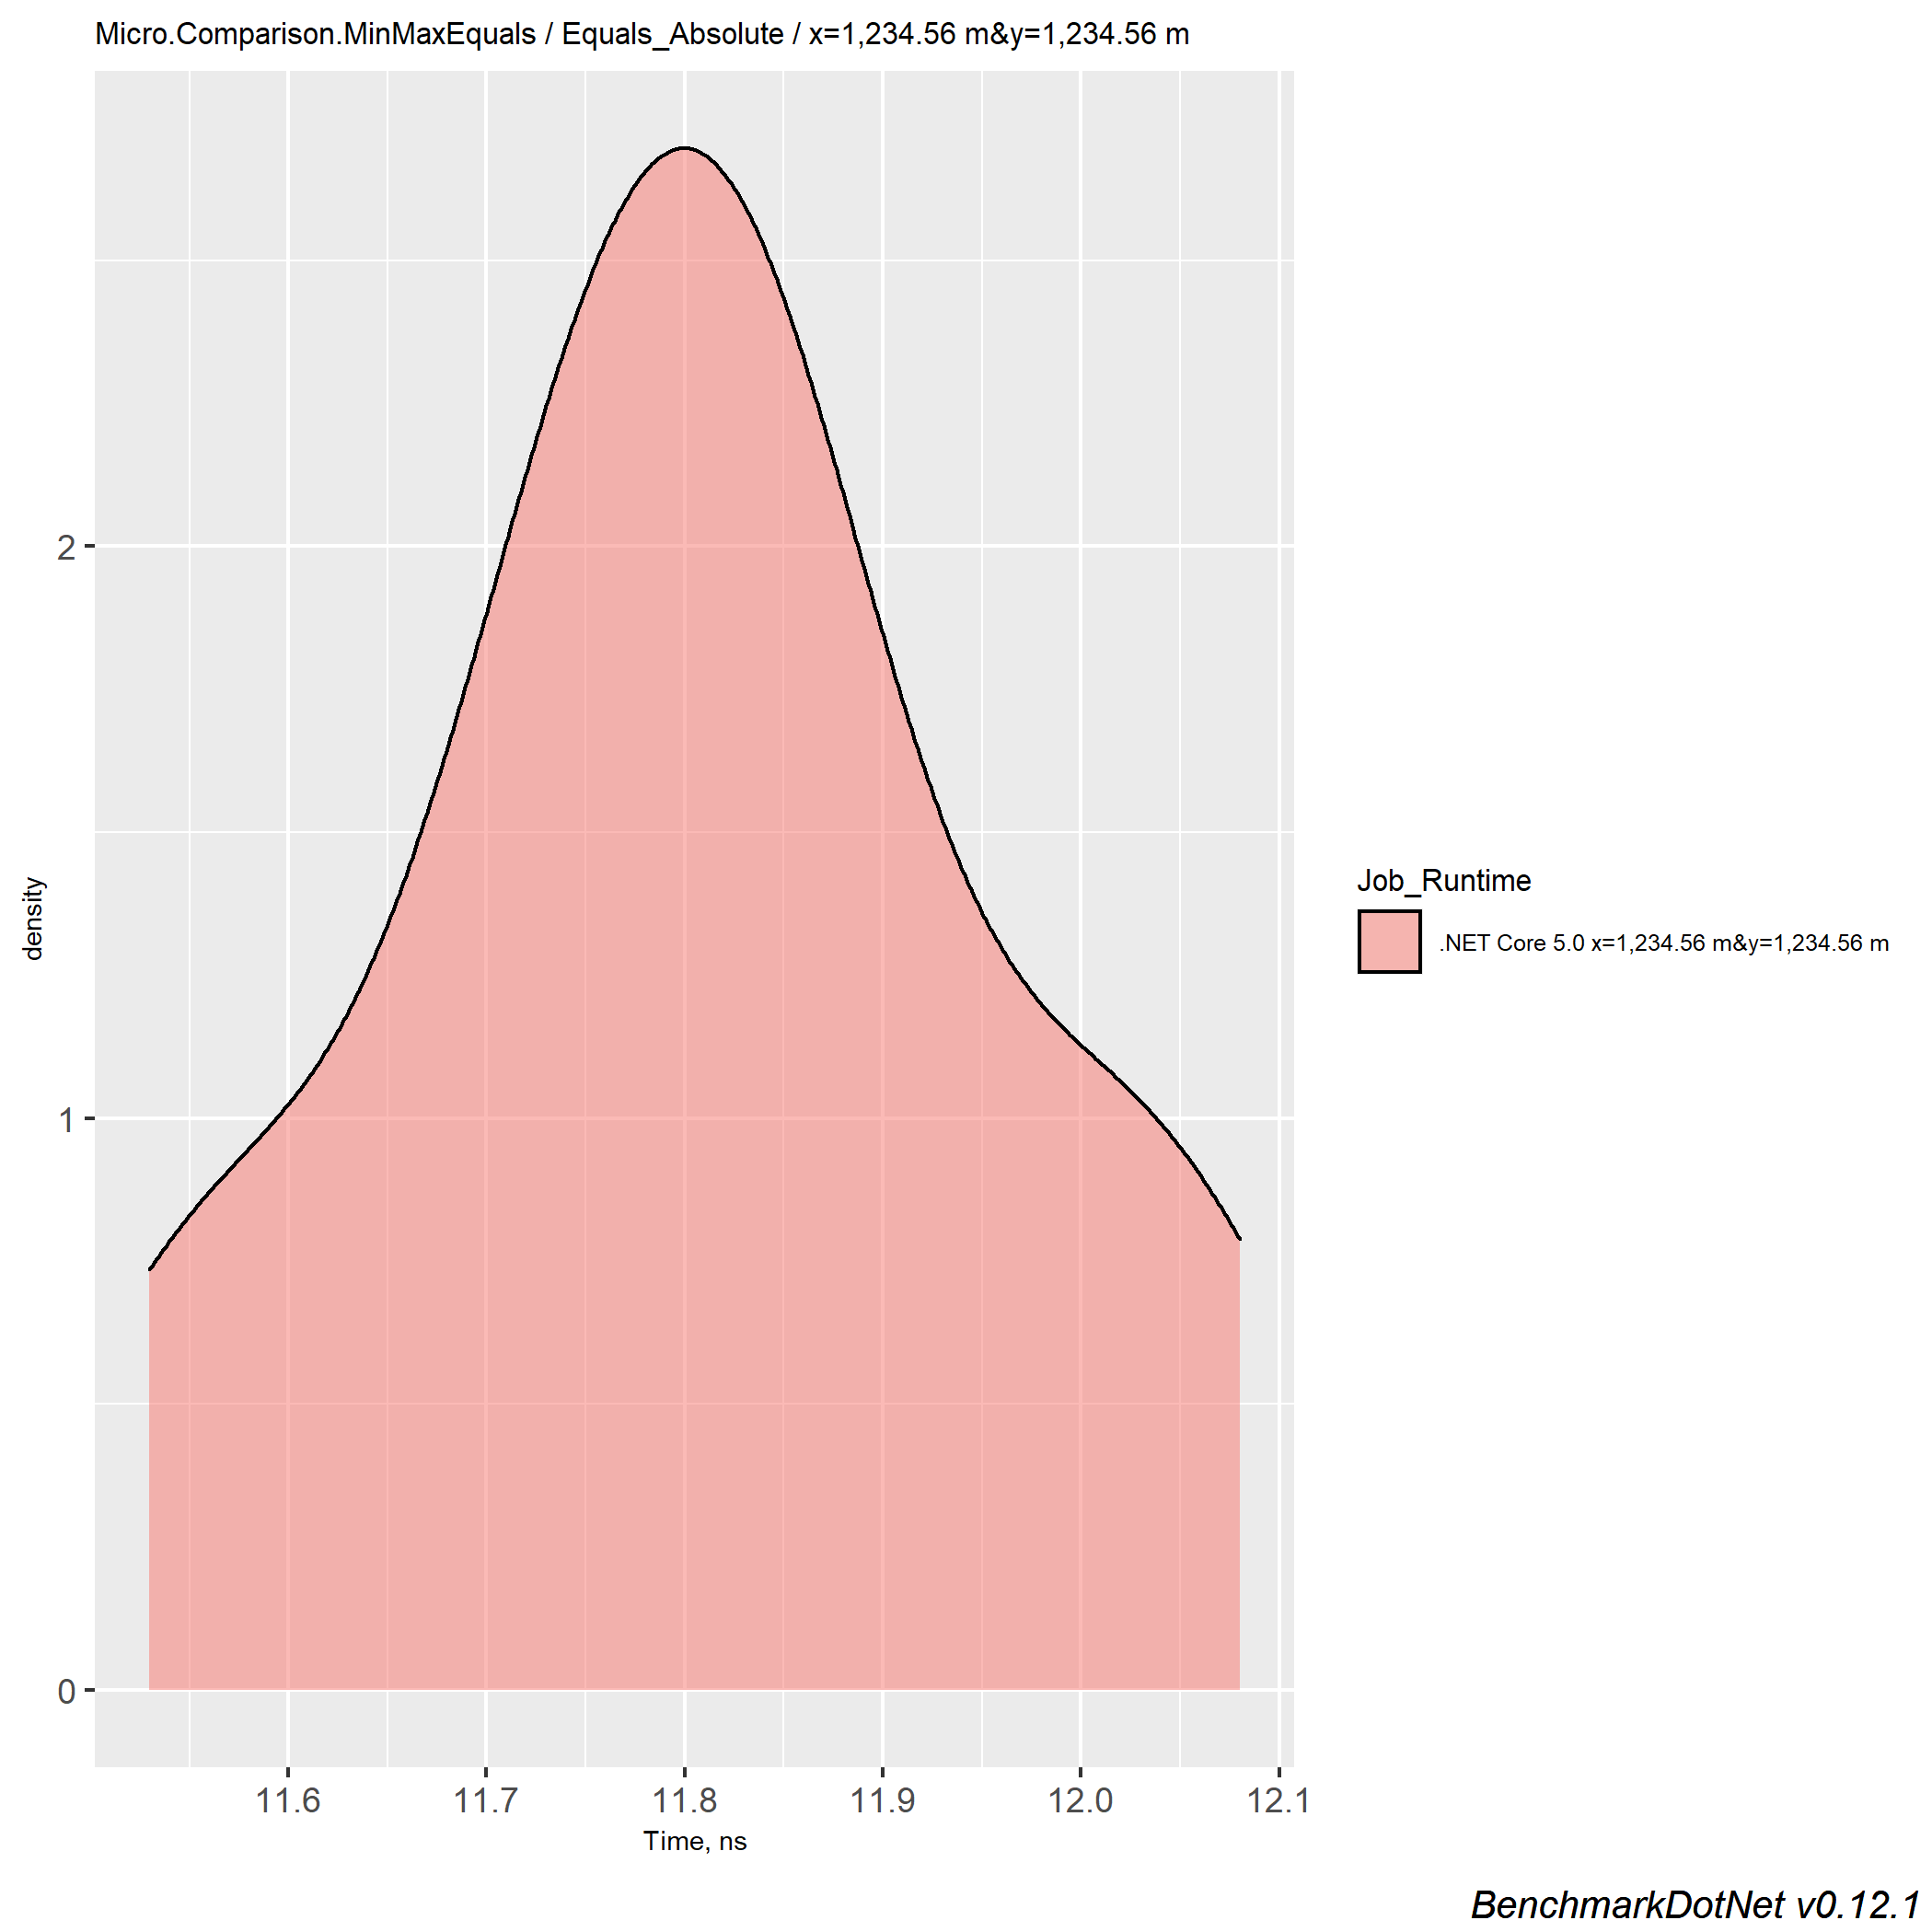 Micro.Comparison.MinMaxEquals / Equals_Absolute / x=1,234.56 m&y=1,234.56 m
density
2
1
0
11.6 11.7 11.8 11.9 12.0 12.1
Time, ns
Job_Runtime
.NET Core 5.0 x=1,234.56 m&y=1,234.56 m
BenchmarkDotNet v0.12.1